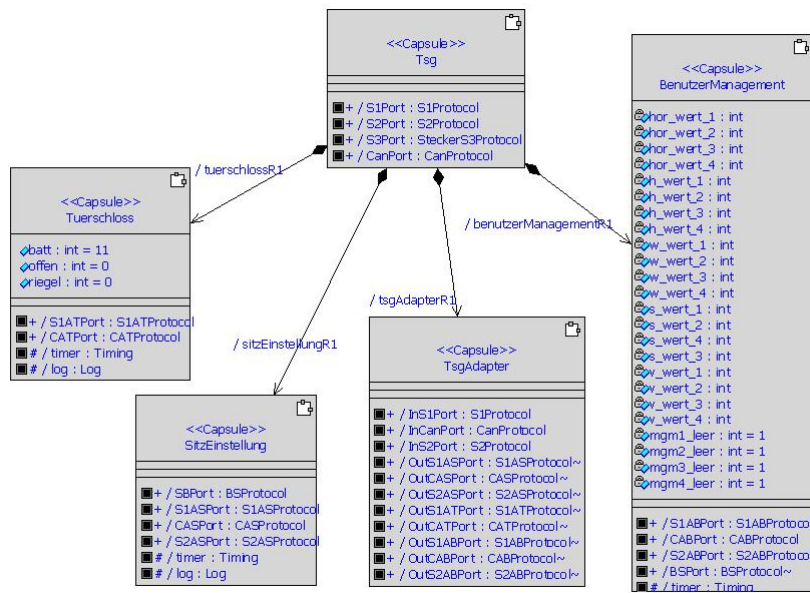 <<Capsule>>
Tsg
+ / S1Port : S1Protocol
+ / S2Port : S2Protocol
+ / S3Port : SteckerS3Protocol
+ / CanPort : CanProtocol
/ tuerschlossR1
/ sitzEinstellungR1
/ tsgAdapterR1
/ benutzerManagementR1
<<Capsule>>
Tuerschloss
batt : int = 11
offen : int = 0
riegel : int = 0
+ / S1ATPort : S1ATProtocol
+ / CATPort : CATProtocol
# / timer : Timing
# / log : Log
<<Capsule>>
SitzEinstellung
+ / SBPort : BSProtocol
+ / S1ASPort : S1ASProtocol
+ / CASPort : CASProtocol
+ / S2ASPort : S2ASProtocol
# / timer : Timing
# / log : Log
<<Capsule>>
TsgAdapter
+ / InS1Port : S1Protocol
+ / InCanPort : CanProtocol
+ / InS2Port : S2Protocol
+ / OutS1ASPort : S1ASProtocol~
+ / OutCASPort : CASProtocol~
+ / OutS2ASPort : S2ASProtocol~
+ / OutS1ATPort : S1ATProtocol~
+ / OutCATPort : CATProtocol~
+ / OutS1ABPort : S1ABProtocol~
+ / OutCABPort : CABProtocol~
+ / OutS2ABPort : S2ABProtocol~
<<Capsule>>
BenutzerManagement
hor_wert_1 : int
hor_wert_2 : int
hor_wert_3 : int
hor_wert_4 : int
h_wert_1 : int
h_wert_2 : int
h_wert_3 : int
h_wert_4 : int
w_wert_1 : int
w_wert_2 : int
w_wert_3 : int
w_wert_4 : int
s_wert_1 : int
s_wert_2 : int
s_wert_4 : int
s_wert_3 : int
v_wert_1 : int
v_wert_2 : int
v_wert_3 : int
v_wert_4 : int
mgm1_leer : int = 1
mgm2_leer : int = 1
mgm3_leer : int = 1
mgm4_leer : int = 1
+ / S1ABPort : S1ABProtoco
+ / CABPort : CABProtocol
+ / S2ABPort : S2ABProtoco
+ / BSPort : BSProtocol~
# / timer : Timing